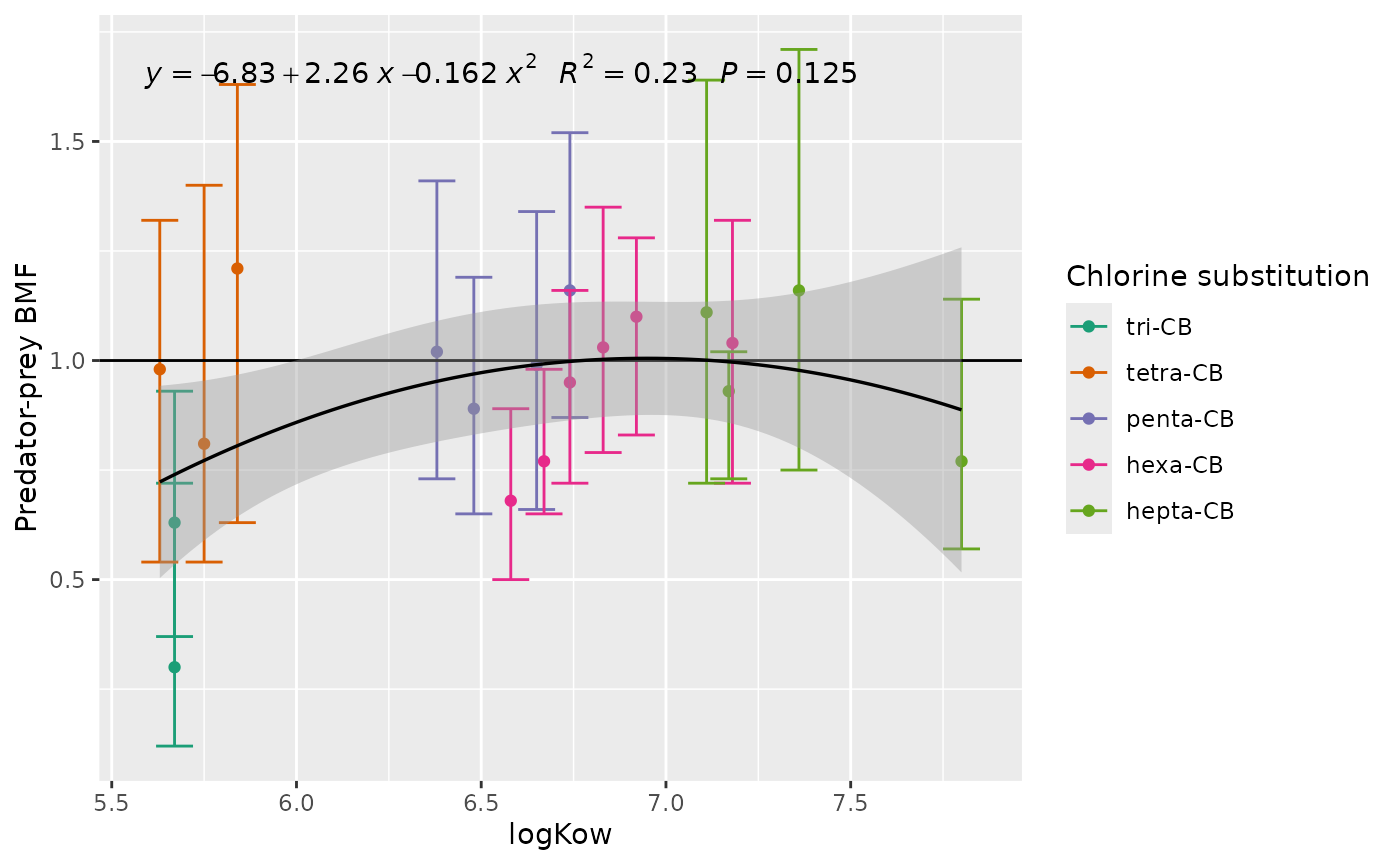 y = −6.83 + 2.26 x −0.162 x² R² = 0.23 P = 0.125
1.5
1.0
0.5
Predator-prey BMF
5.5 6.0 6.5 7.0 7.5
logKow
Chlorine substitution
tri-CB
tetra-CB
penta-CB
hexa-CB
hepta-CB